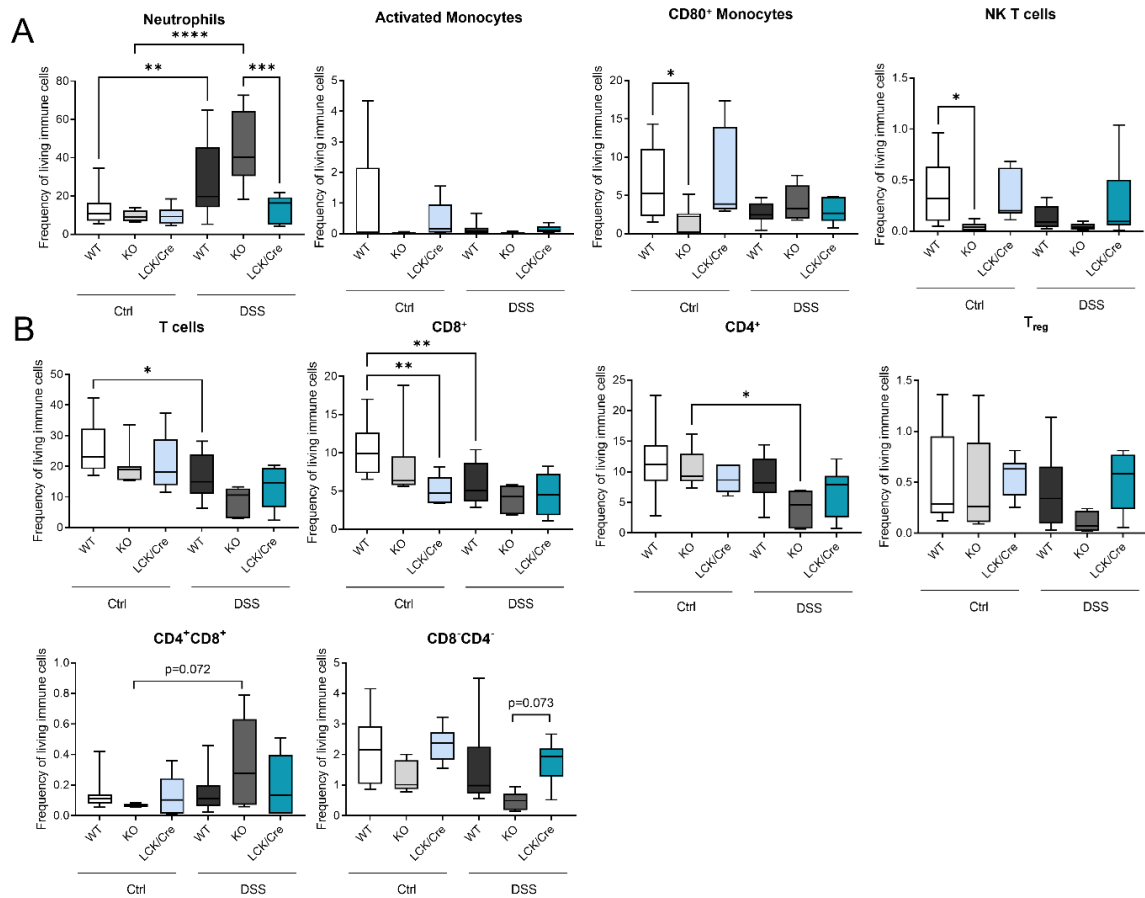 A
Neutrophils
****
**
***
Frequency of living immune cells
80
60
40
20
0
WT
KO
LCK/Cre
WT
KO
LCK/Cre
Ctrl
DSS
Activated Monocytes
Frequency of living immune cells
5
4
3
2
1
0
WT
KO
LCK/Cre
WT
KO
LCK/Cre
Ctrl
DSS
CD80⁺ Monocytes
*
Frequency of living immune cells
20
15
10
5
0
WT
KO
LCK/Cre
WT
KO
LCK/Cre
Ctrl
DSS
NK T cells
*
Frequency of living immune cells
1.5
1.0
0.5
0.0
WT
KO
LCK/Cre
WT
KO
LCK/Cre
Ctrl
DSS
B
T cells
*
Frequency of living immune cells
50
40
30
20
10
0
WT
KO
LCK/Cre
WT
KO
LCK/Cre
Ctrl
DSS
CD8⁺
**
**
Frequency of living immune cells
20
15
10
5
0
WT
KO
LCK/Cre
WT
KO
LCK/Cre
Ctrl
DSS
CD4⁺
*
Frequency of living immune cells
25
20
15
10
5
0
WT
KO
LCK/Cre
WT
KO
LCK/Cre
Ctrl
DSS
Treg
Frequency of living immune cells
1.5
1.0
0.5
0.0
WT
KO
LCK/Cre
WT
KO
LCK/Cre
Ctrl
DSS
CD4⁺CD8⁺
p=0.072
Frequency of living immune cells
1.0
0.8
0.6
0.4
0.2
0.0
WT
KO
LCK/Cre
WT
KO
LCK/Cre
Ctrl
DSS
CD8⁻CD4⁻
p=0.073
Frequency of living immune cells
5
4
3
2
1
0
WT
KO
LCK/Cre
WT
KO
LCK/Cre
Ctrl
DSS